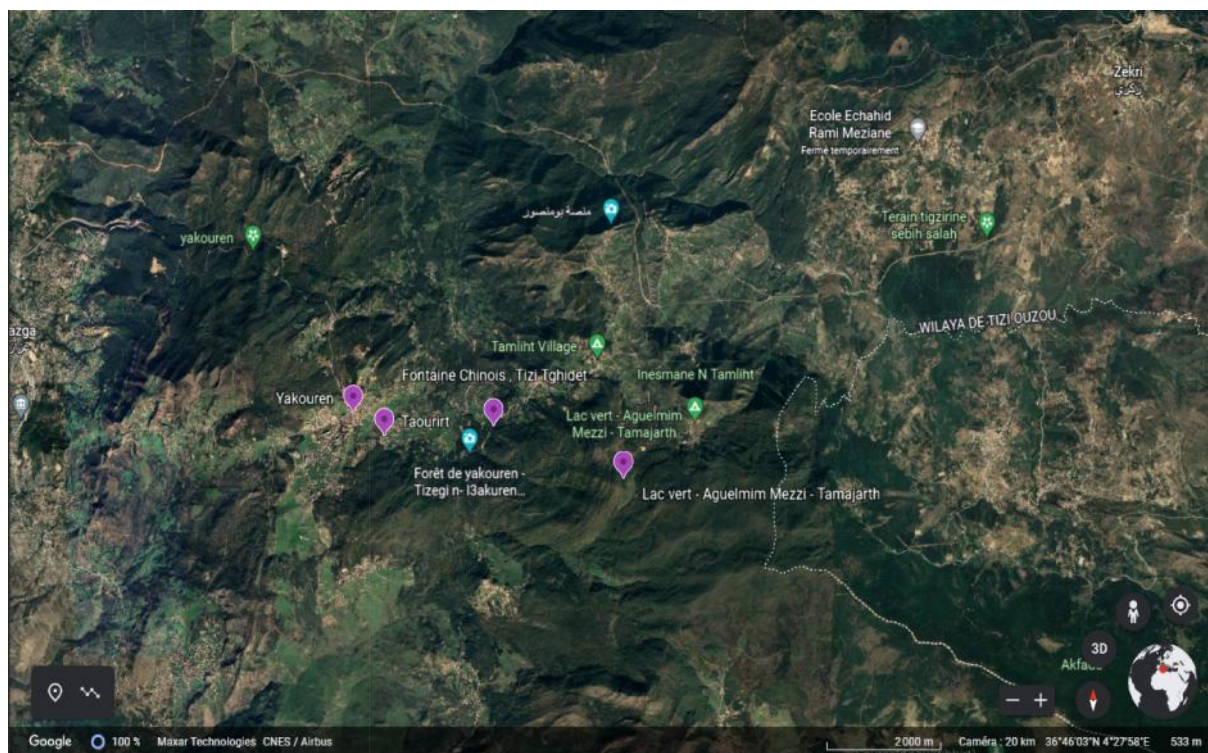 Zekri
زكري
Ecole Echahid
Rami Meziane
Fermé temporairement
منصة بومنصور
yakouren
Terain tigzirine
sebih salah
azga
WILAYA DE TIZI OUZOU
Tamliht Village
Fontaine Chinois , Tizi Tghidet
Inesmane N Tamliht
Yakouren
Taourirt
Lac vert - Aguelmim
Mezzi - Tamajarth
Forêt de yakouren -
Tizegi n- I3akuren...
Lac vert - Aguelmim Mezzi - Tamajarth
3D
Google
100 %
Maxar Technologies CNES / Airbus
2 000 m
Caméra : 20 km
36°46'03"N 4°27'58"E
533 m